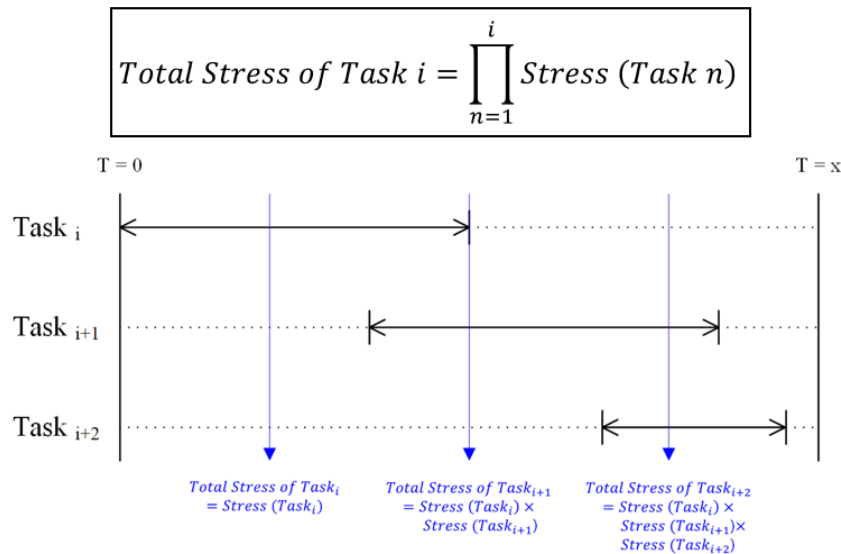 i
Total Stress of Task i = ∏ Stress (Task n)
n=1
T = 0 T = x
Task i
Task i+1
Task i+2
Total Stress of Task_i Total Stress of Task_{i+1} Total Stress of Task_{i+2}
= Stress (Task_i) = Stress (Task_i) × = Stress (Task_i) ×
Stress (Task_{i+1}) Stress (Task_{i+1})×
Stress (Task_{i+2})